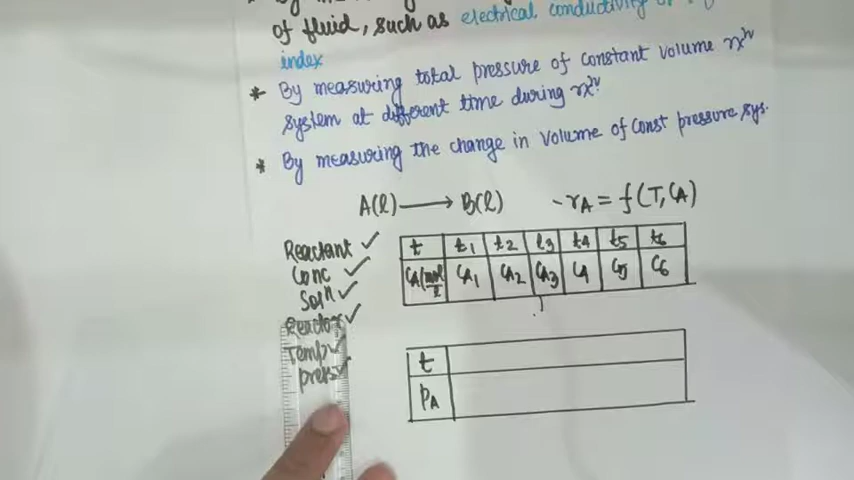 of fluid, such as electrical conductivity
index
* By measuring total pressure of constant volume rxn
system at different time during rxn.
* By measuring the change in volume of const pressure sys.
A(l) → B(l) -rA = f(T, CA)
Reactant ✓
Conc ✓
Soln ✓
Reactor ✓
Temp ✓
press ✓
t t1 t2 t3 t4 t5 t6
CA(mol/l CA1 CA2 CA3 C4 C5 C6
t
PA